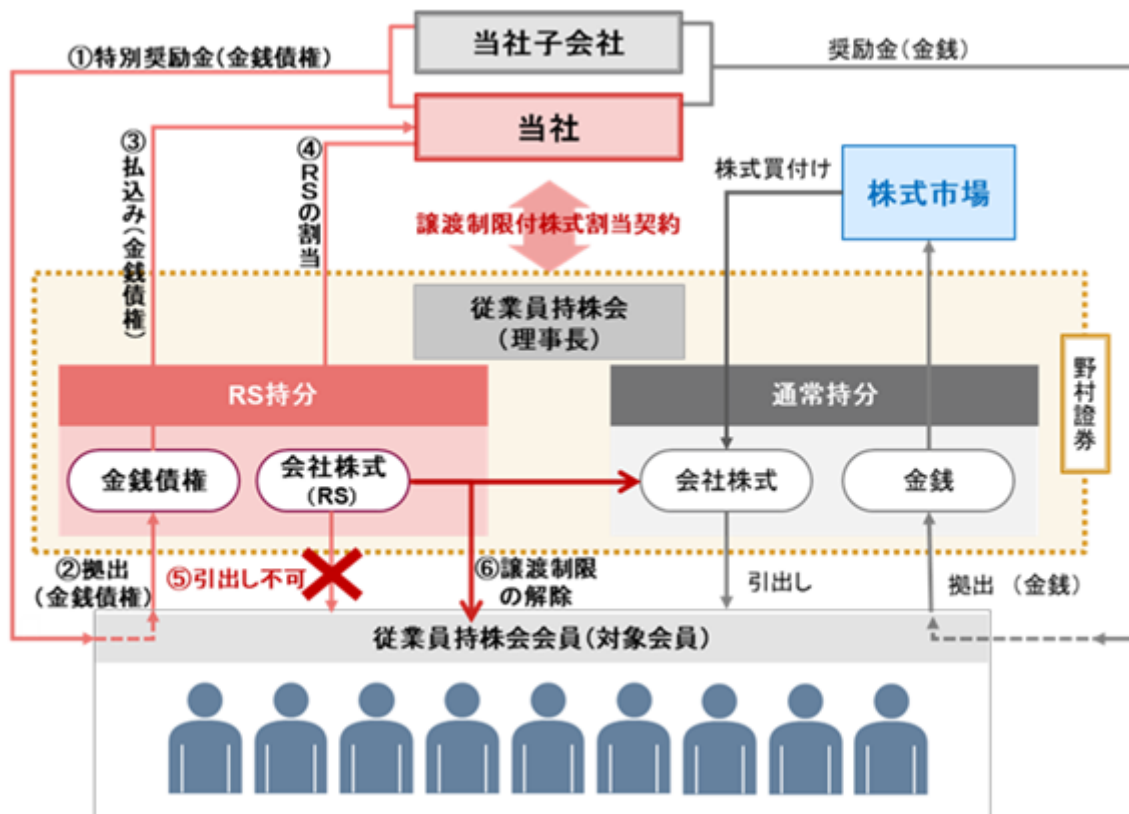 当社子会社
①特別奨励金(金銭債権)
奨励金(金銭)
当社
③払込み(金銭債権)
④RSの割当
株式買付け
株式市場
譲渡制限付株式割当契約
従業員持株会
(理事長)
野村證券
RS持分
通常持分
金銭債権
会社株式
(RS)
会社株式
金銭
②拠出
(金銭債権)
⑤引出し不可
⑥譲渡制限
の解除
引出し
拠出 (金銭)
従業員持株会会員(対象会員)